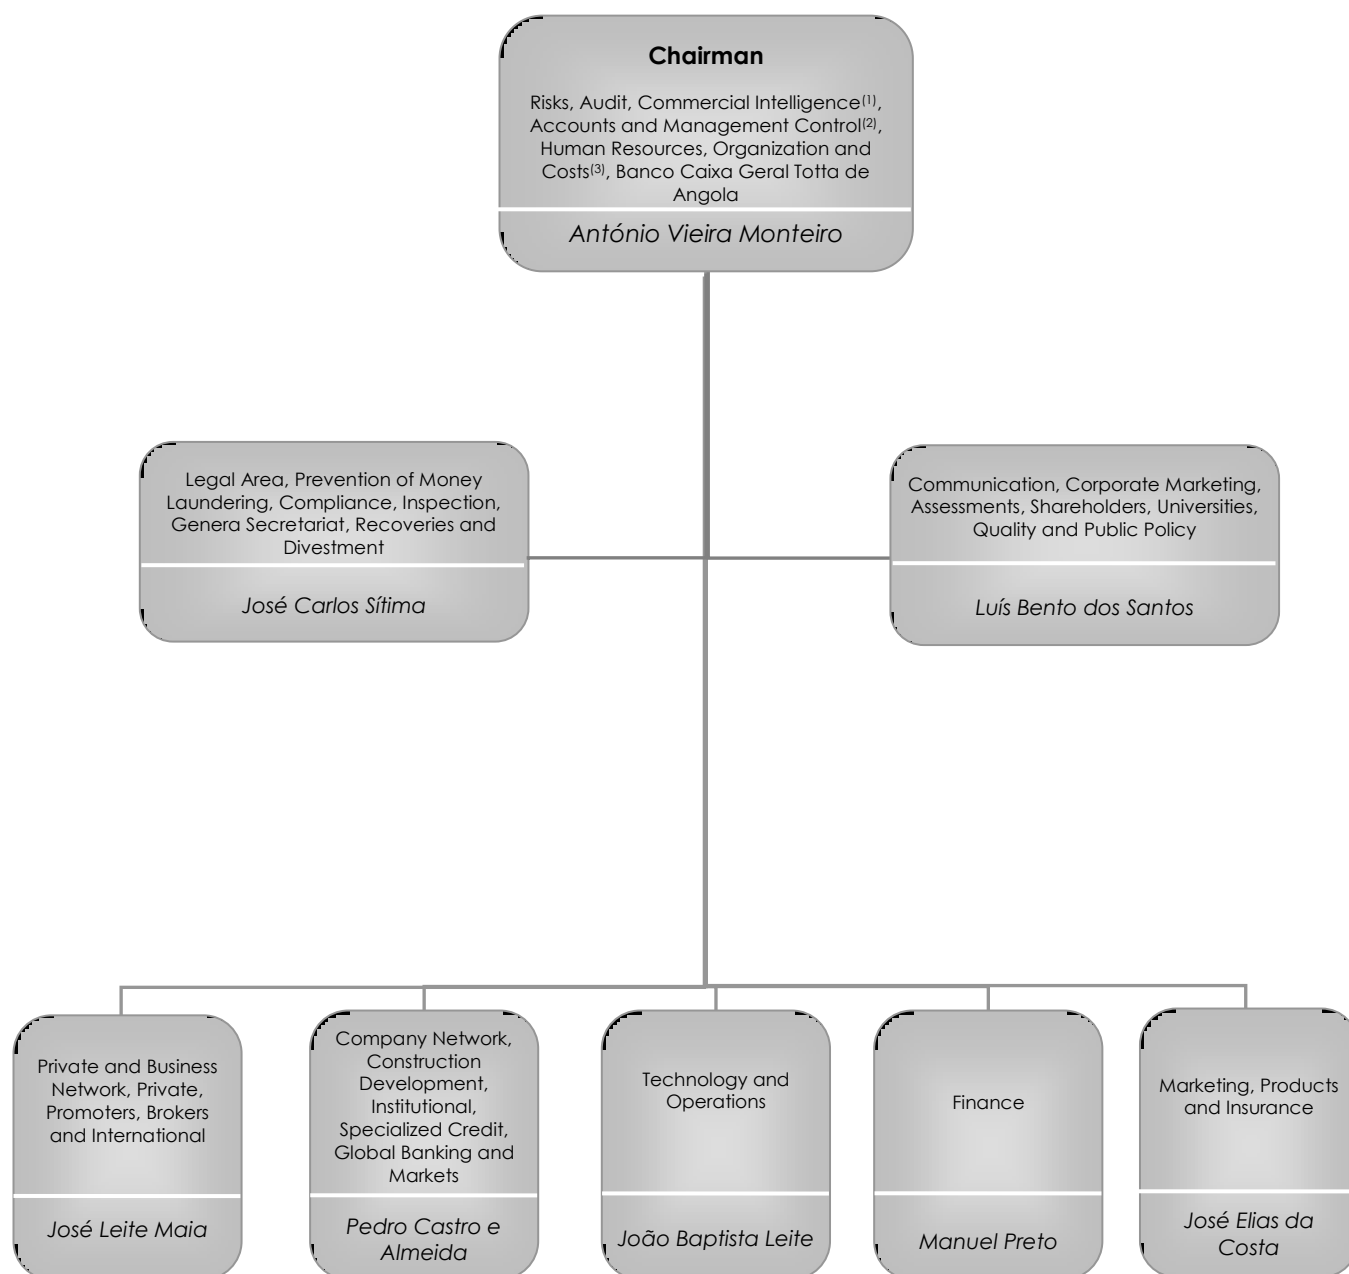 Chairman
Risks, Audit, Commercial Intelligence(1),
Accounts and Management Control(2),
Human Resources, Organization and
Costs(3), Banco Caixa Geral Totta de
Angola
António Vieira Monteiro
Legal Area, Prevention of Money
Laundering, Compliance, Inspection,
Genera Secretariat, Recoveries and
Divestment
José Carlos Sítima
Communication, Corporate Marketing,
Assessments, Shareholders, Universities,
Quality and Public Policy
Luís Bento dos Santos
Private and Business
Network, Private,
Promoters, Brokers
and International
José Leite Maia
Company Network,
Construction
Development,
Institutional,
Specialized Credit,
Global Banking and
Markets
Pedro Castro e
Almeida
Technology and
Operations
João Baptista Leite
Finance
Manuel Preto
Marketing, Products
and Insurance
José Elias da
Costa